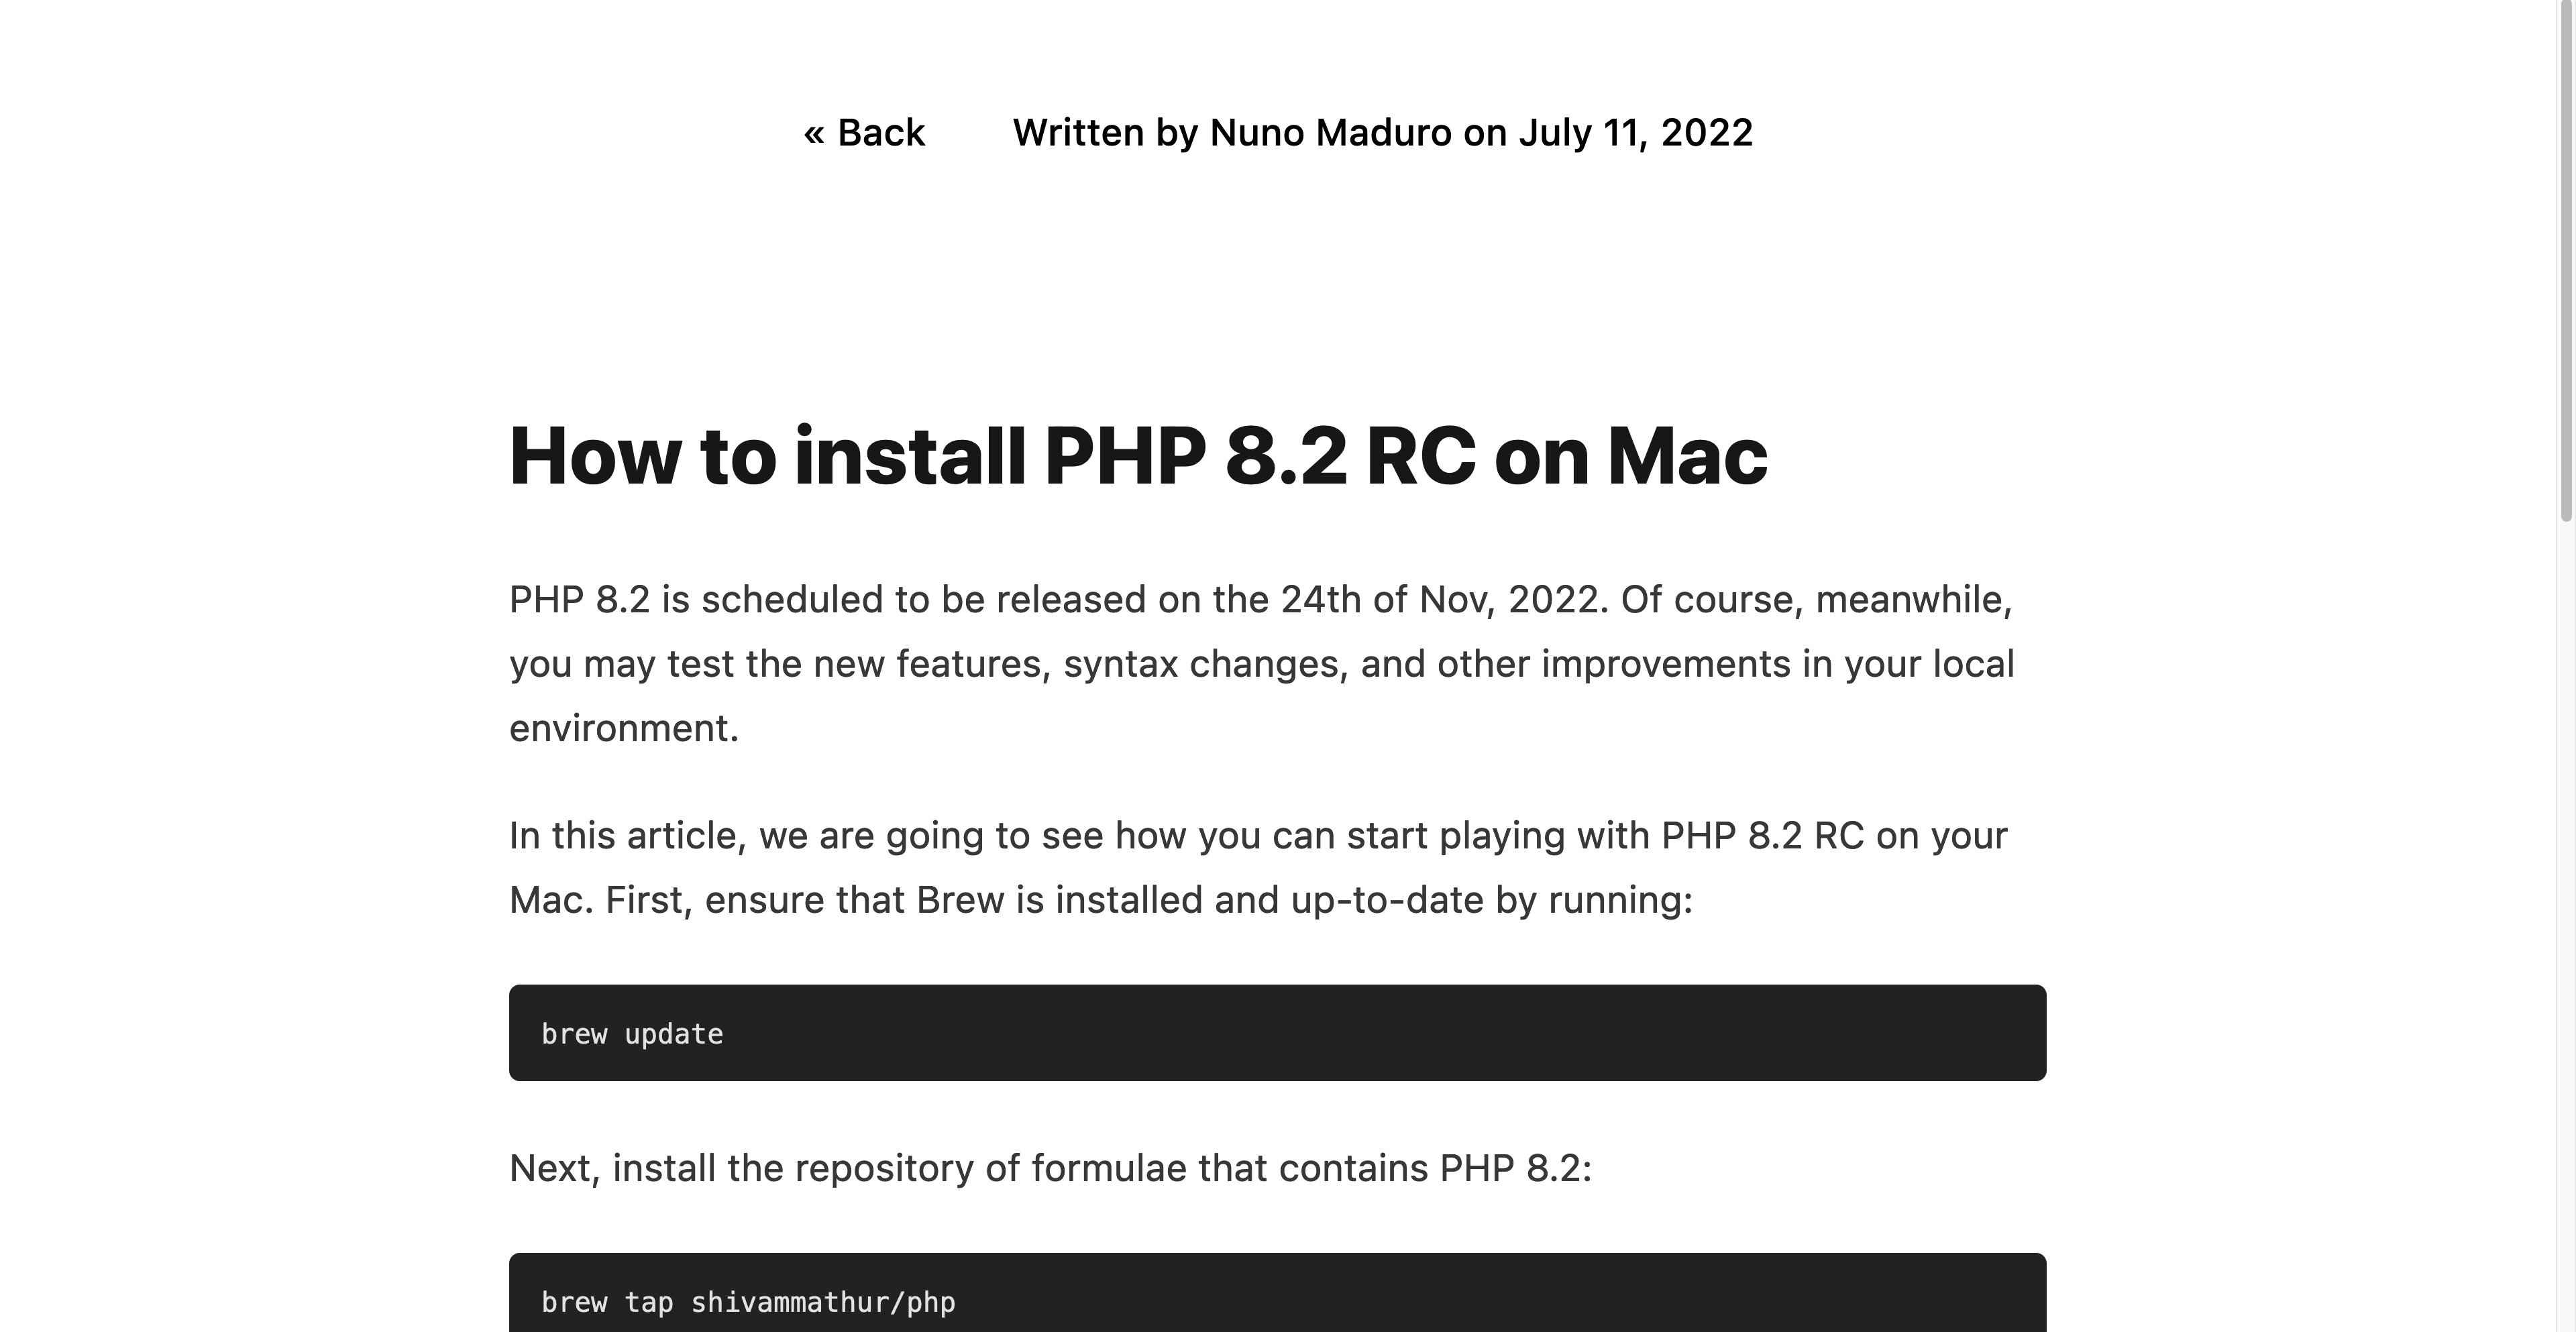 « Back
Written by Nuno Maduro on July 11, 2022
How to install PHP 8.2 RC on Mac
PHP 8.2 is scheduled to be released on the 24th of Nov, 2022. Of course, meanwhile,
you may test the new features, syntax changes, and other improvements in your local
environment.
In this article, we are going to see how you can start playing with PHP 8.2 RC on your
Mac. First, ensure that Brew is installed and up-to-date by running:
brew update
Next, install the repository of formulae that contains PHP 8.2:
brew tap shivammathur/php